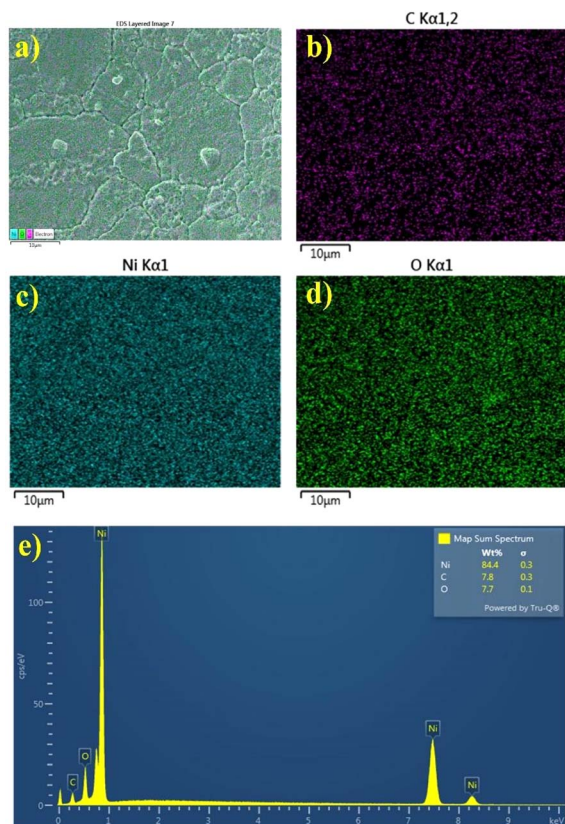 EDS Layered Image 7
a)
Electron
10µm
C Kα1,2
b)
10µm
Ni Kα1
c)
10µm
O Kα1
d)
10µm
e)
Ni
Map Sum Spectrum
Wt% σ
Ni 84.4 0.3
C 7.8 0.3
O 7.7 0.1
Powered by Tru-Q®
cps/eV
100
50
0
C
O
Ni
Ni
0 1 2 3 4 5 6 7 8 9 keV